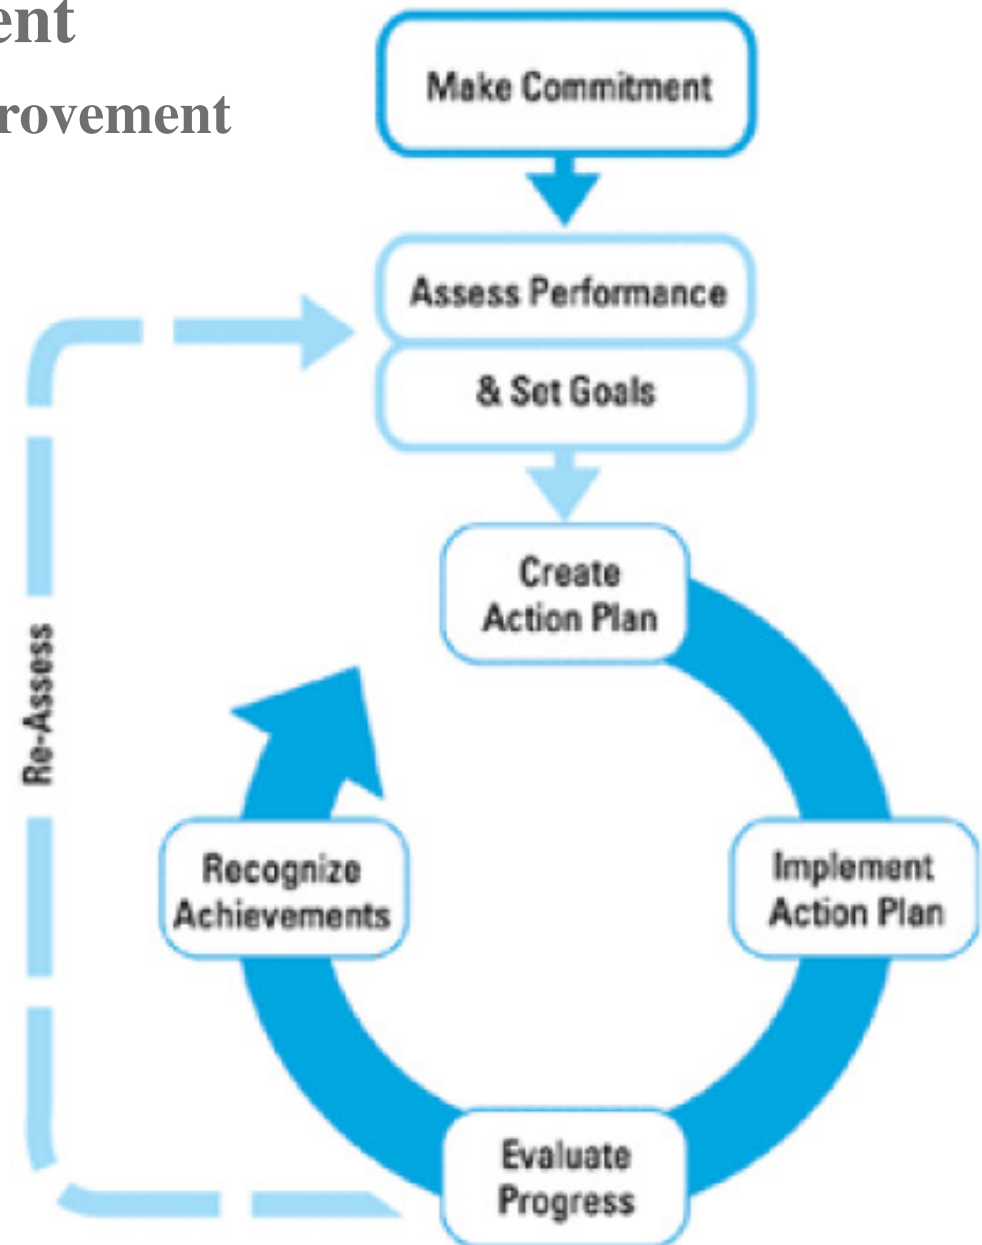 ent
rovement
Make Commitment
Assess Performance
& Set Goals
Create
Action Plan
Re-Assess
Recognize
Achievements
Implement
Action Plan
Evaluate
Progress